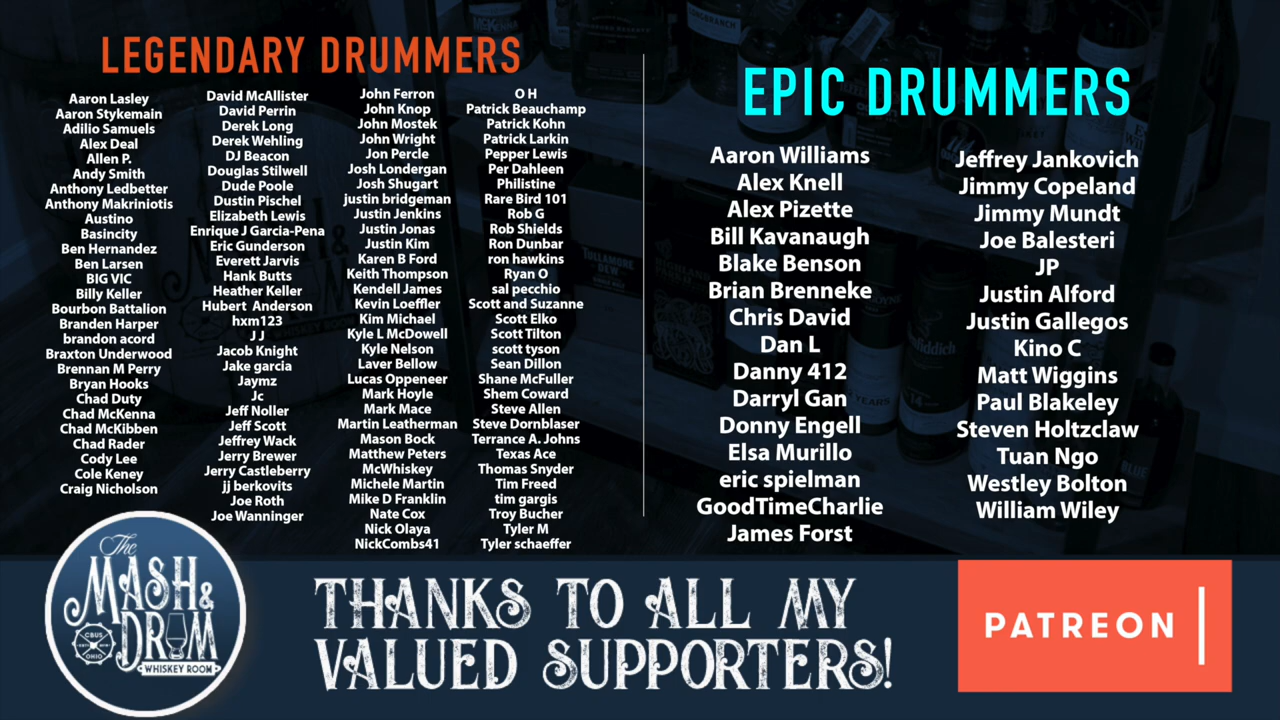 LEGENDARY DRUMMERS
Aaron Lasley
Aaron Stykemain
Adilio Samuels
Alex Deal
Allen P.
Andy Smith
Anthony Ledbetter
Anthony Makriniotis
Austino
Basincity
Ben Hernandez
Ben Larsen
BIG VIC
Billy Keller
Bourbon Battalion
Branden Harper
brandon acord
Braxton Underwood
Brennan M Perry
Bryan Hooks
Chad Duty
Chad McKenna
Chad McKibben
Chad Rader
Cody Lee
Cole Keney
Craig Nicholson
David McAllister
David Perrin
Derek Long
Derek Wehling
DJ Beacon
Douglas Stilwell
Dude Poole
Dustin Pischel
Elizabeth Lewis
Enrique J Garcia-Pena
Eric Gunderson
Everett Jarvis
Hank Butts
Heather Keller
Hubert Anderson
hxm123
J J
Jacob Knight
Jake garcia
Jaymz
Jc
Jeff Noller
Jeff Scott
Jeffrey Wack
Jerry Brewer
Jerry Castleberry
jj berkovits
Joe Roth
Joe Wanninger
John Ferron
John Knop
John Mostek
John Wright
Jon Percle
Josh Londergan
Josh Shugart
justin bridgeman
Justin Jenkins
Justin Jonas
Justin Kim
Karen B Ford
Keith Thompson
Kendell James
Kevin Loeffler
Kim Michael
Kyle L McDowell
Kyle Nelson
Laver Bellow
Lucas Oppeneer
Mark Hoyle
Mark Mace
Martin Leatherman
Mason Bock
Matthew Peters
McWhiskey
Michele Martin
Mike D Franklin
Nate Cox
Nick Olaya
NickCombs41
O H
Patrick Beauchamp
Patrick Kohn
Patrick Larkin
Pepper Lewis
Per Dahleen
Philistine
Rare Bird 101
Rob G
Rob Shields
Ron Dunbar
ron hawkins
Ryan O
sal pecchio
Scott and Suzanne
Scott Elko
Scott Tilton
scott tyson
Sean Dillon
Shane McFuller
Shem Coward
Steve Allen
Steve Dornblaser
Terrance A. Johns
Texas Ace
Thomas Snyder
Tim Freed
tim gargis
Troy Bucher
Tyler M
Tyler schaeffer
EPIC DRUMMERS
Aaron Williams
Alex Knell
Alex Pizette
Bill Kavanaugh
Blake Benson
Brian Brenneke
Chris David
Dan L
Danny 412
Darryl Gan
Donny Engell
Elsa Murillo
eric spielman
GoodTimeCharlie
James Forst
Jeffrey Jankovich
Jimmy Copeland
Jimmy Mundt
Joe Balesteri
JP
Justin Alford
Justin Gallegos
Kino C
Matt Wiggins
Paul Blakeley
Steven Holtzclaw
Tuan Ngo
Westley Bolton
William Wiley
The
MASH &
DRUM
CBUS
OHIO
WHISKEY ROOM
THANKS TO ALL MY
VALUED SUPPORTERS!
PATREON
TULLAMORE
DEW